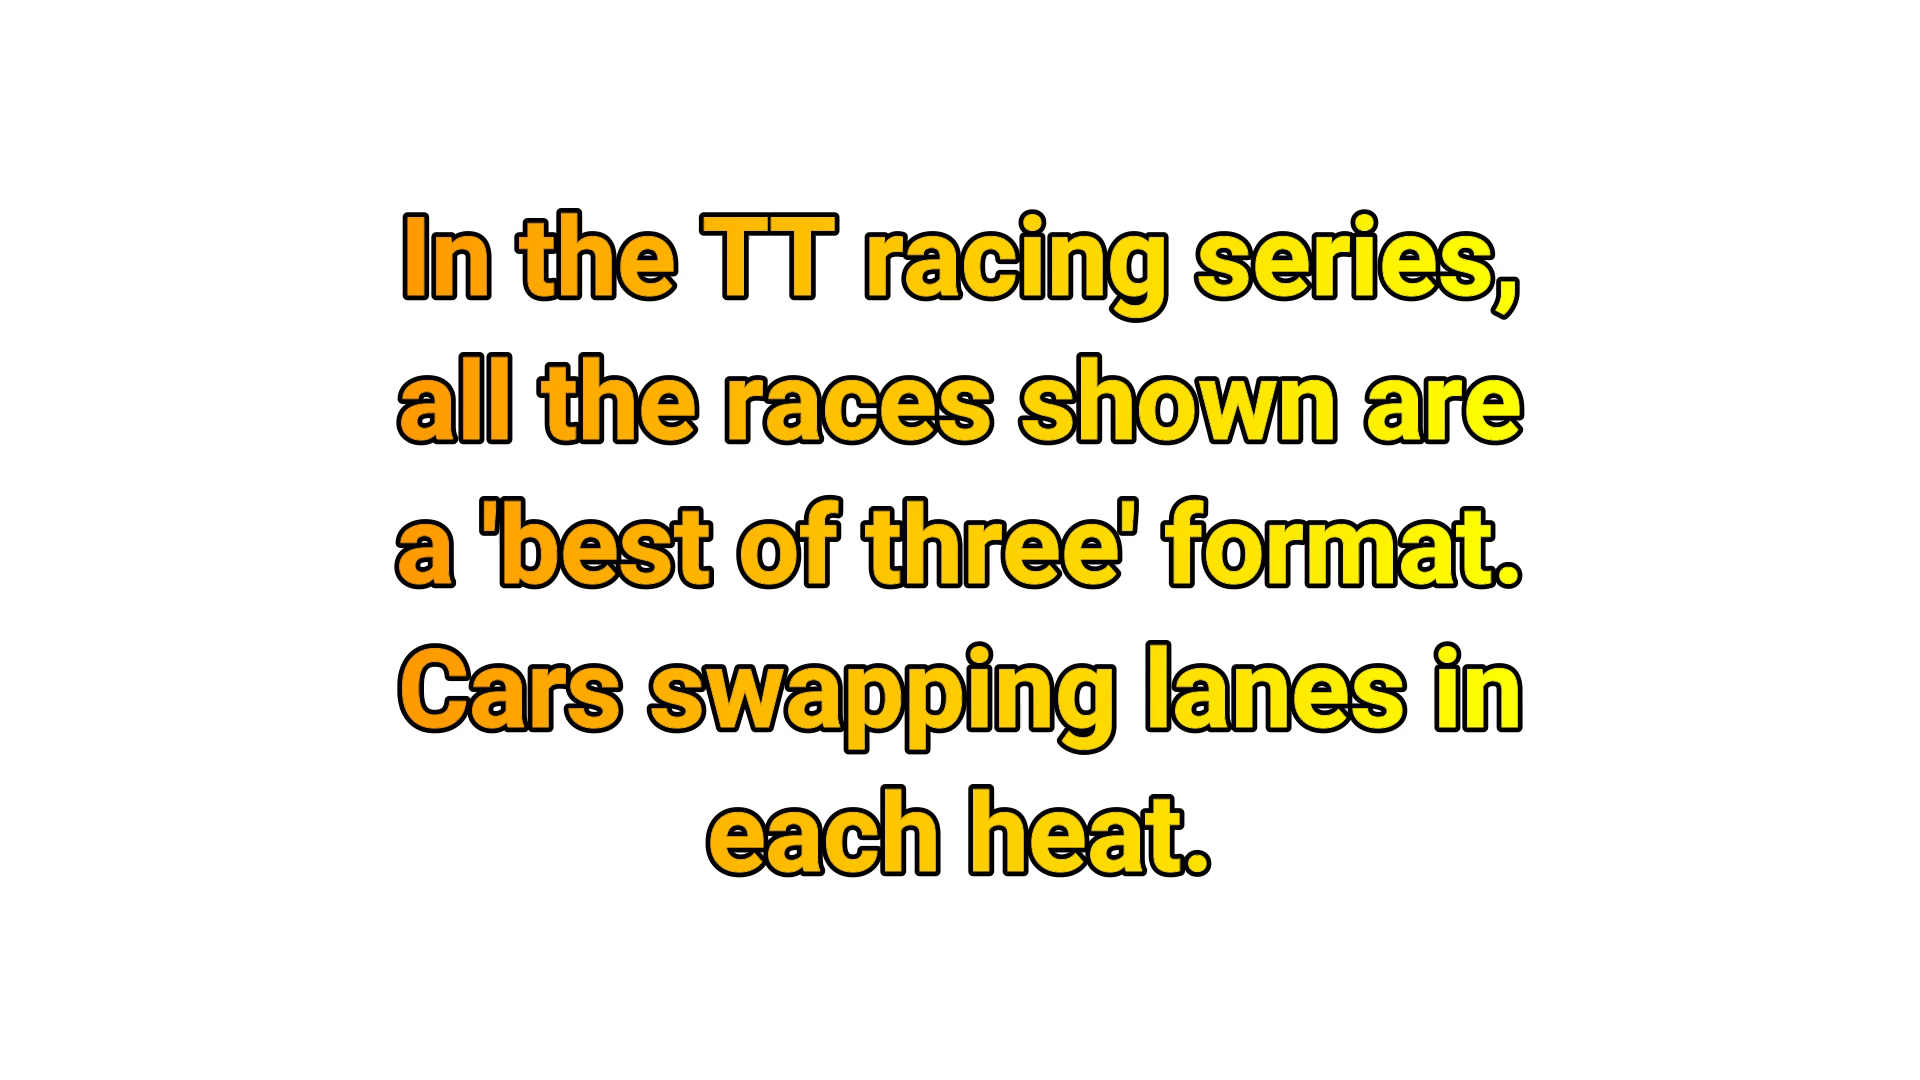 In the TT racing series,
all the races shown are
a 'best of three' format.
Cars swapping lanes in
each heat.